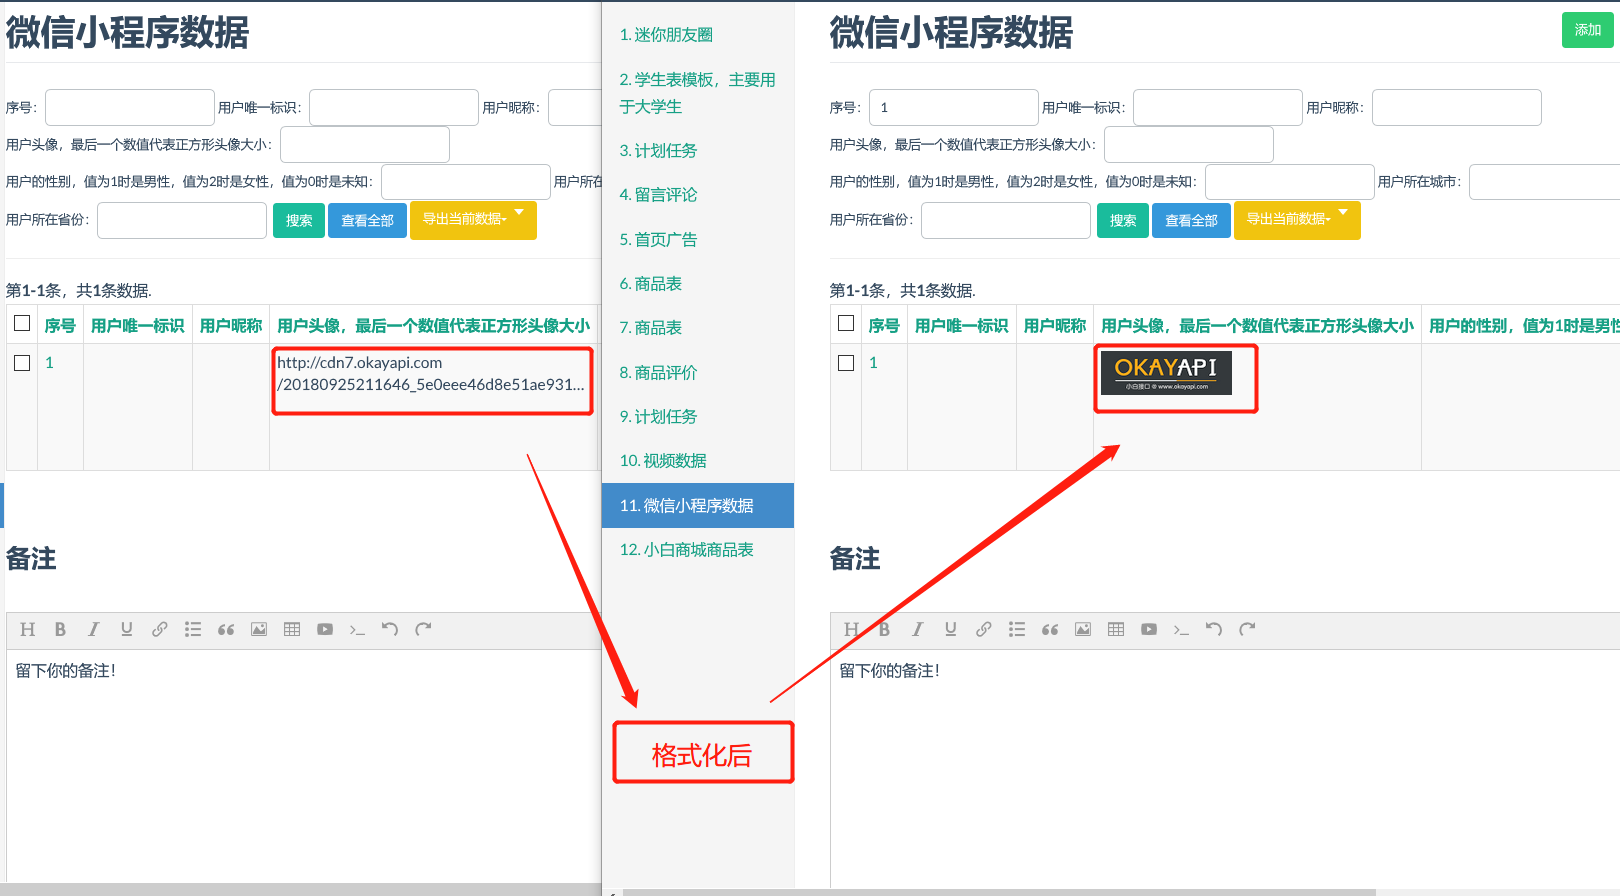 微信小程序数据
序号：
用户唯一标识：
用户昵称：
用户头像，最后一个数值代表正方形头像大小：
用户的性别，值为1时是男性，值为2时是女性，值为0时是未知：
用户所在
用户所在省份：
搜索
查看全部
导出当前数据-
第1-1条，共1条数据.
序号
用户唯一标识
用户昵称
用户头像，最后一个数值代表正方形头像大小
1
http://cdn7.okayapi.com
/20180925211646_5e0eee46d8e51ae931...
备注
H B I U
留下你的备注！
1. 迷你朋友圈
2. 学生表模板，主要用
于大学生
3. 计划任务
4. 留言评论
5. 首页广告
6. 商品表
7. 商品表
8. 商品评价
9. 计划任务
10. 视频数据
11. 微信小程序数据
12. 小白商城商品表
格式化后
微信小程序数据
添加
序号：
1
用户唯一标识：
用户昵称：
用户头像，最后一个数值代表正方形头像大小：
用户的性别，值为1时是男性，值为2时是女性，值为0时是未知：
用户所在城市：
用户所在省份：
搜索
查看全部
导出当前数据-
第1-1条，共1条数据.
序号
用户唯一标识
用户昵称
用户头像，最后一个数值代表正方形头像大小
用户的性别，值为1时是男性
1
OKAYAPI
小白接口 @ www.okayapi.com
备注
H B I U
留下你的备注！